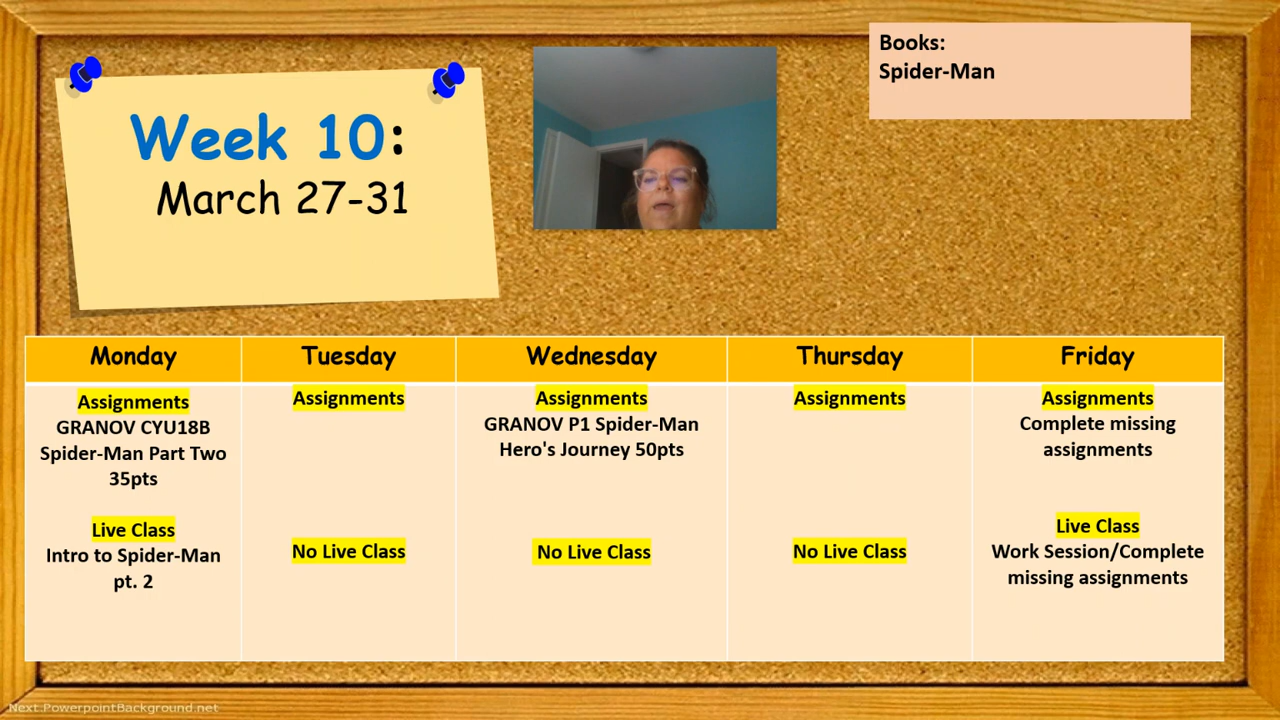 Books:
Spider-Man
Week 10:
March 27-31
Monday
Tuesday
Wednesday
Thursday
Friday
Assignments
GRANOV CYU18B
Spider-Man Part Two
35pts
Live Class
Intro to Spider-Man
pt. 2
Assignments
No Live Class
Assignments
GRANOV P1 Spider-Man
Hero's Journey 50pts
No Live Class
Assignments
No Live Class
Assignments
Complete missing
assignments
Live Class
Work Session/Complete
missing assignments
Next.PowerpointBackground.net